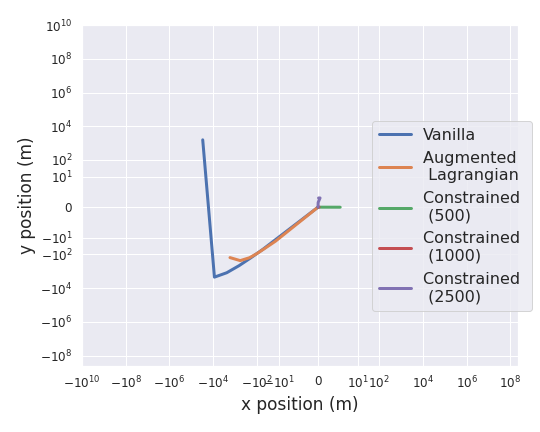 10^10
10^8
10^6
10^4
10^2
10^1
0
−10^1
−10^2
−10^4
−10^6
−10^8
y position (m)
Vanilla
Augmented
Lagrangian
Constrained
(500)
Constrained
(1000)
Constrained
(2500)
−10^10 −10^8 −10^6 −10^4 −10^2 −10^1 0 10^1 10^2 10^4 10^6 10^8
x position (m)